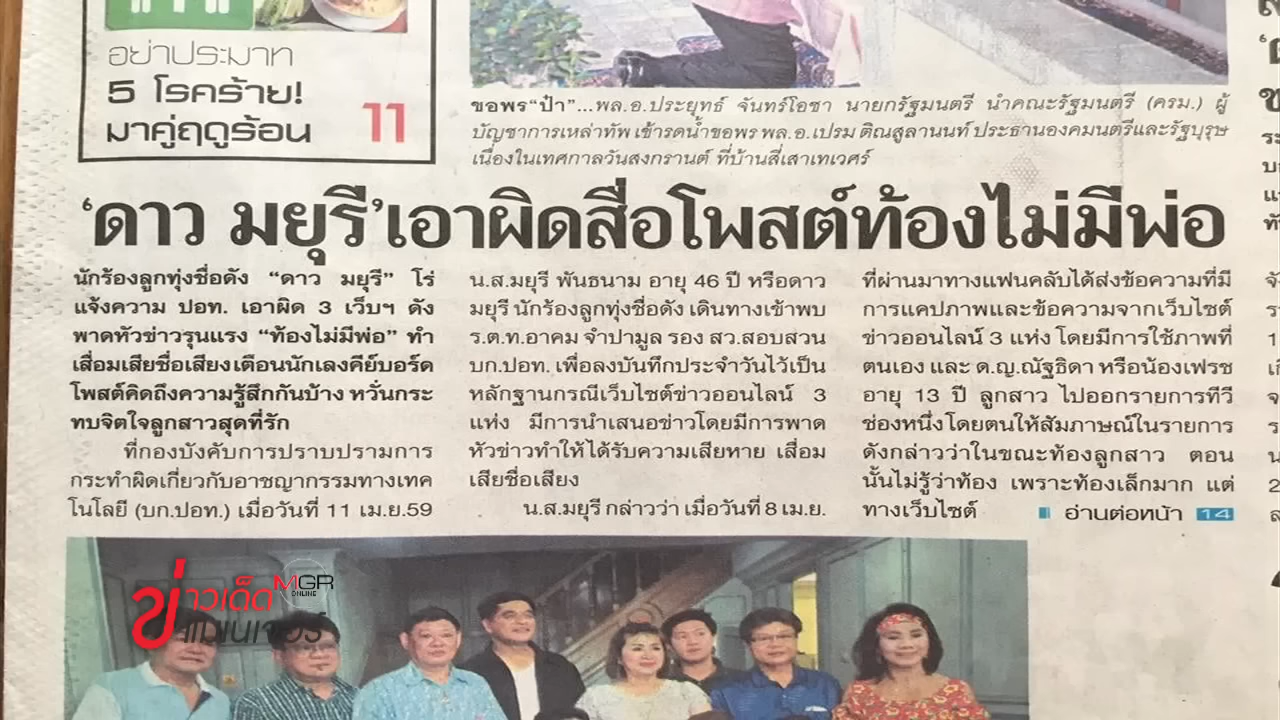 อย่าประมาท
5 โรคร้าย!
มาคู่ฤดูร้อน 11
ขอพร“ป๋า”...พล.อ.ประยุทธ์ จันทร์โอชา นายกรัฐมนตรี นำคณะรัฐมนตรี (ครม.) ผู้
บัญชาการเหล่าทัพ เข้ารดน้ำขอพร พล.อ.เปรม ติณสูลานนท์ ประธานองคมนตรีและรัฐบุรุษ
เนื่องในเทศกาลวันสงกรานต์ ที่บ้านสี่เสาเทเวศร์
‘ดาว มยุรี’เอาผิดสื่อโพสต์ท้องไม่มีพ่อ
นักร้องลูกทุ่งชื่อดัง “ดาว มยุรี” โร่
แจ้งความ ปอท. เอาผิด 3 เว็บฯ ดัง
พาดหัวข่าวรุนแรง “ท้องไม่มีพ่อ” ทำ
เสื่อมเสียชื่อเสียง เตือนนักเลงคีย์บอร์ด
โพสต์คิดถึงความรู้สึกกันบ้าง หวั่นกระ
ทบจิตใจลูกสาวสุดที่รัก
ที่กองบังคับการปราบปรามการ
กระทำผิดเกี่ยวกับอาชญากรรมทางเทค
โนโลยี (บก.ปอท.) เมื่อวันที่ 11 เม.ย.59
น.ส.มยุรี พันธนาม อายุ 46 ปี หรือดาว
มยุรี นักร้องลูกทุ่งชื่อดัง เดินทางเข้าพบ
ร.ต.ท.อาคม จำปามูล รอง สว.สอบสวน
บก.ปอท. เพื่อลงบันทึกประจำวันไว้เป็น
หลักฐานกรณีเว็บไซต์ข่าวออนไลน์ 3
แห่ง มีการนำเสนอข่าวโดยมีการพาด
หัวข่าวทำให้ได้รับความเสียหาย เสื่อม
เสียชื่อเสียง
น.ส.มยุรี กล่าวว่า เมื่อวันที่ 8 เม.ย.
ที่ผ่านมาทางแฟนคลับได้ส่งข้อความที่มี
การแคปภาพและข้อความจากเว็บไซต์
ข่าวออนไลน์ 3 แห่ง โดยมีการใช้ภาพที่
ตนเอง และ ด.ญ.ณัฐธิดา หรือน้องเฟรช
อายุ 13 ปี ลูกสาว ไปออกรายการทีวี
ช่องหนึ่ง โดยตนให้สัมภาษณ์ในรายการ
ดังกล่าวว่าในขณะท้องลูกสาว ตอน
นั้นไม่รู้ว่าท้อง เพราะท้องเล็กมาก แต่
ทางเว็บไซต์ อ่านต่อหน้า 14
ข่าวเด็ด MGR
ONLINE
แมเนเจอร์